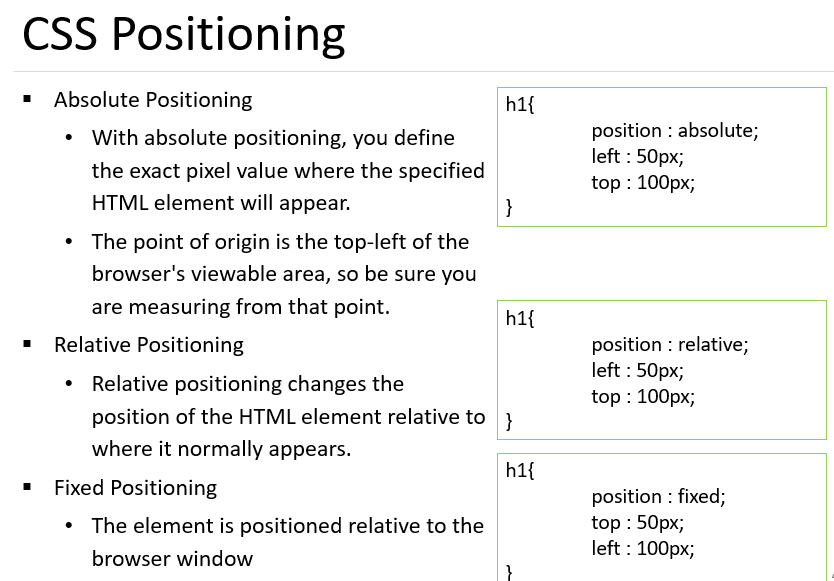 CSS Positioning
▪ Absolute Positioning
• With absolute positioning, you define
the exact pixel value where the specified
HTML element will appear.
• The point of origin is the top-left of the
browser's viewable area, so be sure you
are measuring from that point.
▪ Relative Positioning
• Relative positioning changes the
position of the HTML element relative to
where it normally appears.
▪ Fixed Positioning
• The element is positioned relative to the
browser window
h1{
position : absolute;
left : 50px;
top : 100px;
}
h1{
position : relative;
left : 50px;
top : 100px;
}
h1{
position : fixed;
top : 50px;
left : 100px;
}